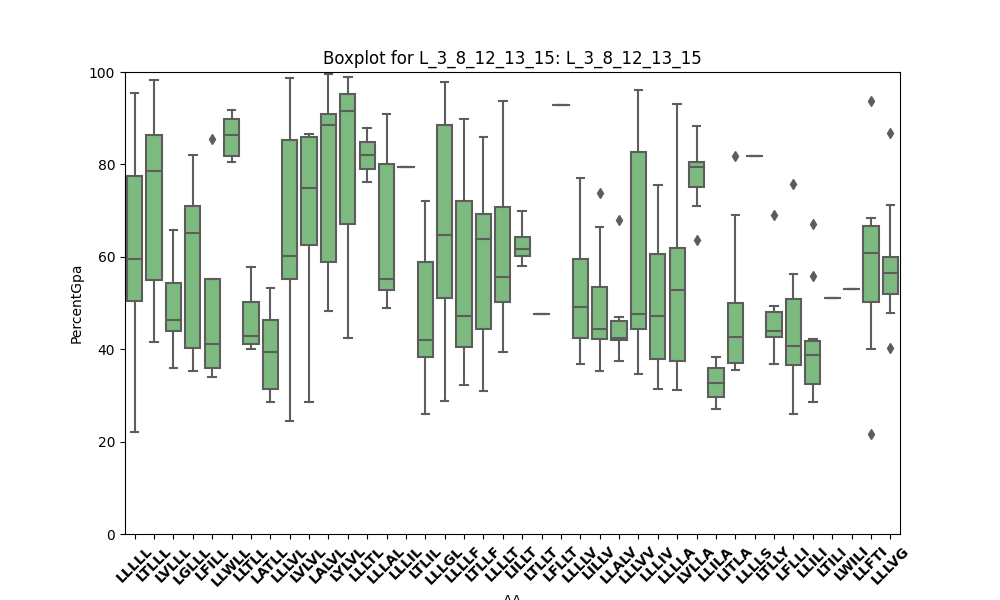 Boxplot for L_3_8_12_13_15: L_3_8_12_13_15
PercentGpa
100
80
60
40
20
0
LLLLL LTLLL LVLLL LGLLL LFILL LLWLL LLTLL LATLL LLLVL LVLVL LALVL LYLVL LLLTL LLLAL LLLIL LTLIL LLLGL LLLLF LTLLF LLLLT LILLT LTLLT LFLLT LLLLV LILLV LLALV LLLVV LLLIV LLLLA LVLLA LLILA LITLA LLLLS LTLLY LFLLI LLILI LTILI LWILI LLFTI LLLVG
AA